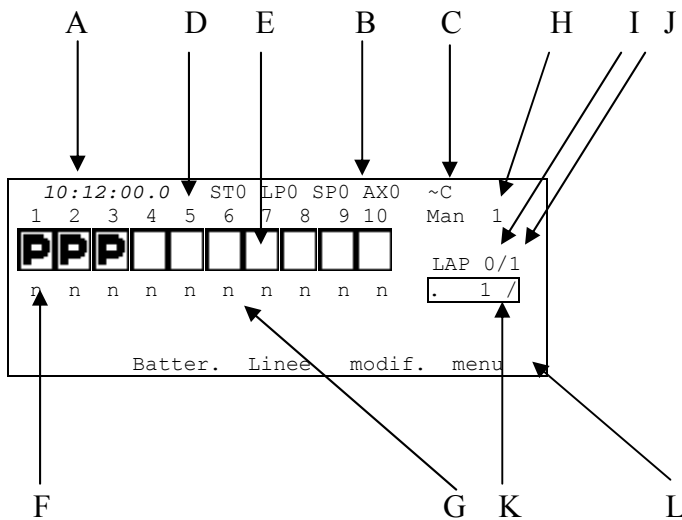 A D E B C H I J
10:12:00.0 ST0 LP0 SP0 AX0 ~C
1 2 3 4 5 6 7 8 9 10 Man 1
P P P
LAP 0/1
n n n n n n n n n n . 1 /
Batter. Linee modif. menu
F G K L